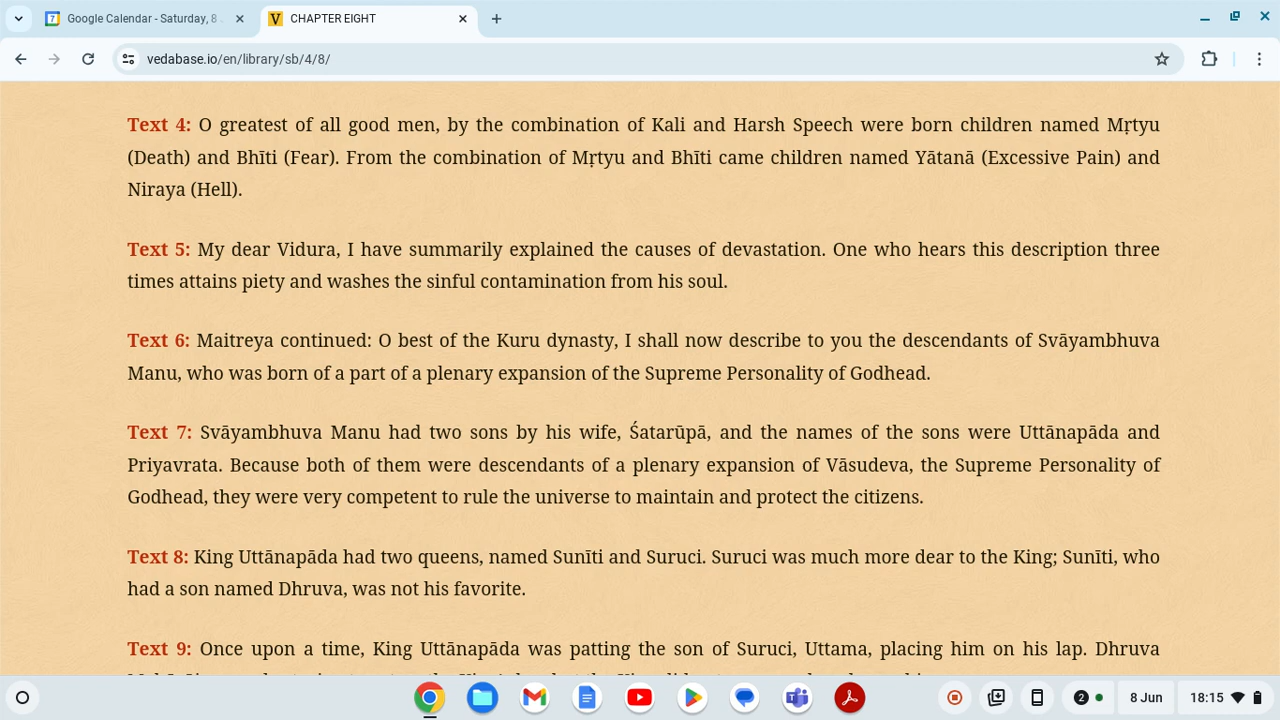 Google Calendar - Saturday, 8
CHAPTER EIGHT
vedabase.io/en/library/sb/4/8/
Text 4: O greatest of all good men, by the combination of Kali and Harsh Speech were born children named Mṛtyu
(Death) and Bhīti (Fear). From the combination of Mṛtyu and Bhīti came children named Yātanā (Excessive Pain) and
Niraya (Hell).
Text 5: My dear Vidura, I have summarily explained the causes of devastation. One who hears this description three
times attains piety and washes the sinful contamination from his soul.
Text 6: Maitreya continued: O best of the Kuru dynasty, I shall now describe to you the descendants of Svāyambhuva
Manu, who was born of a part of a plenary expansion of the Supreme Personality of Godhead.
Text 7: Svāyambhuva Manu had two sons by his wife, Śatarūpā, and the names of the sons were Uttānapāda and
Priyavrata. Because both of them were descendants of a plenary expansion of Vāsudeva, the Supreme Personality of
Godhead, they were very competent to rule the universe to maintain and protect the citizens.
Text 8: King Uttānapāda had two queens, named Sunīti and Suruci. Suruci was much more dear to the King; Sunīti, who
had a son named Dhruva, was not his favorite.
Text 9: Once upon a time, King Uttānapāda was patting the son of Suruci, Uttama, placing him on his lap. Dhruva
2
8 Jun
18:15